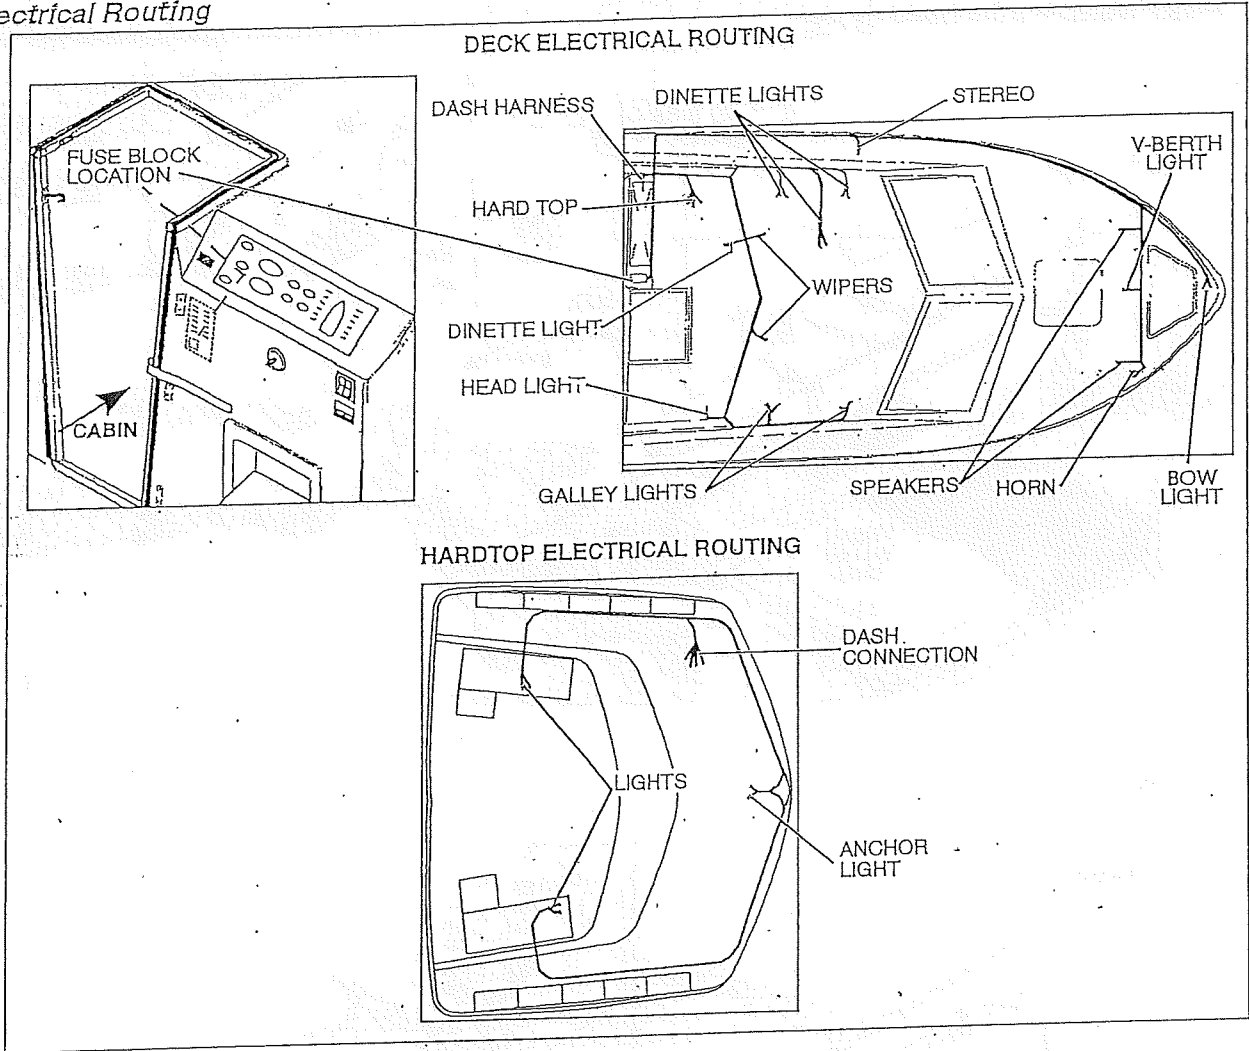 ectrical Routing
DECK ELECTRICAL ROUTING
FUSE BLOCK
LOCATION
CABIN
DASH HARNESS
DINETTE LIGHTS
STEREO
V-BERTH
LIGHT
HARD TOP
WIPERS
DINETTE LIGHT
HEAD LIGHT
GALLEY LIGHTS
SPEAKERS
HORN
BOW
LIGHT
HARDTOP ELECTRICAL ROUTING
DASH.
CONNECTION
LIGHTS
ANCHOR
LIGHT